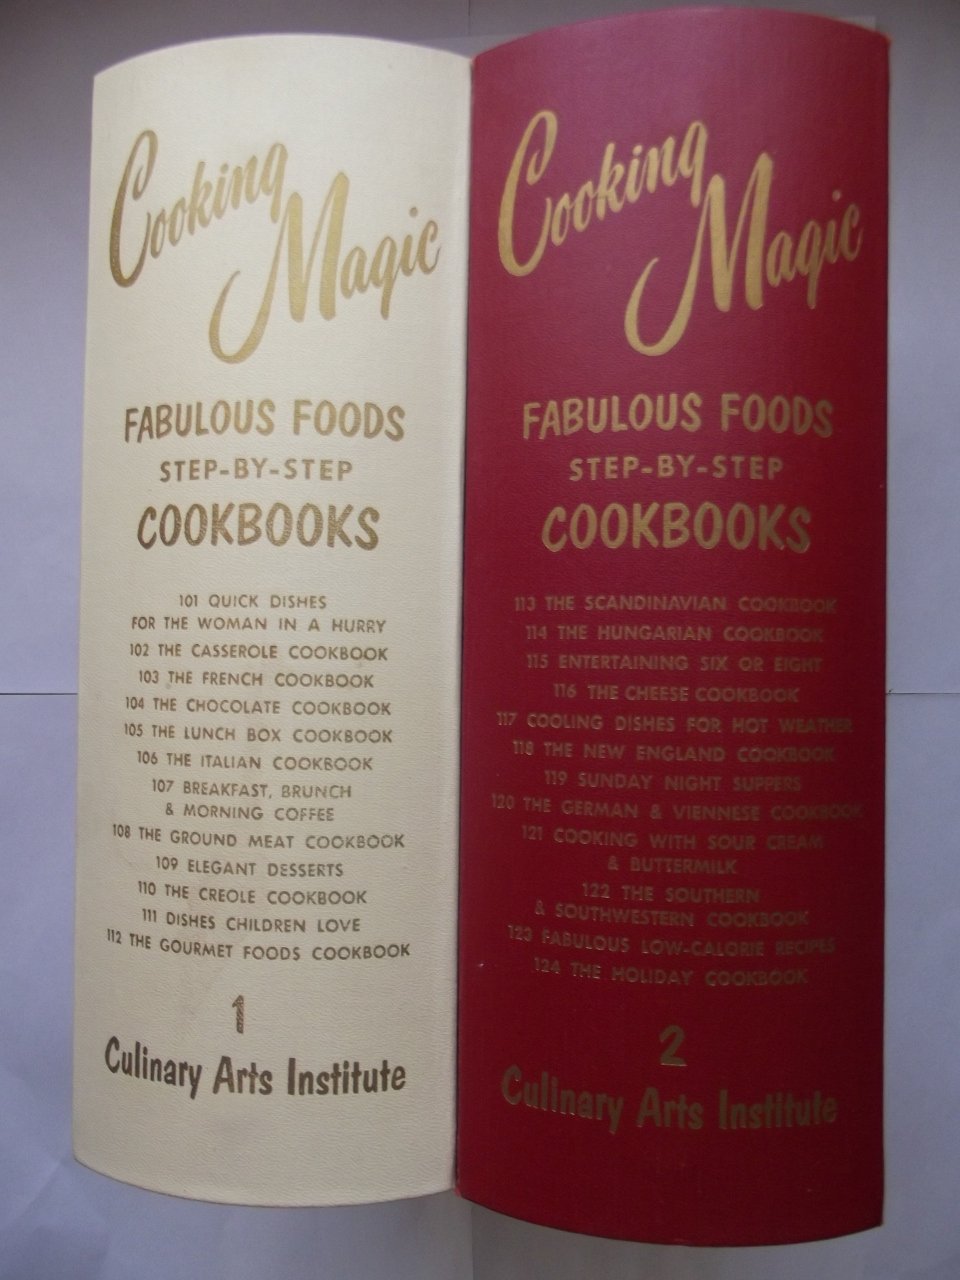 Cooking
Magic
FABULOUS FOODS
STEP-BY-STEP
COOKBOOKS
101 QUICK DISHES
FOR THE WOMAN IN A HURRY
102 THE CASSEROLE COOKBOOK
103 THE FRENCH COOKBOOK
104 THE CHOCOLATE COOKBOOK
105 THE LUNCH BOX COOKBOOK
106 THE ITALIAN COOKBOOK
107 BREAKFAST, BRUNCH
& MORNING COFFEE
108 THE GROUND MEAT COOKBOOK
109 ELEGANT DESSERTS
110 THE CREOLE COOKBOOK
111 DISHES CHILDREN LOVE
112 THE GOURMET FOODS COOKBOOK
1
Culinary Arts Institute
Cooking
Magic
FABULOUS FOODS
STEP-BY-STEP
COOKBOOKS
113 THE SCANDINAVIAN COOKBOOK
114 THE HUNGARIAN COOKBOOK
115 ENTERTAINING SIX OR EIGHT
116 THE CHEESE COOKBOOK
117 COOLING DISHES FOR HOT WEATHER
118 THE NEW ENGLAND COOKBOOK
119 SUNDAY NIGHT SUPPERS
120 THE GERMAN & VIENNESE COOKBOOK
121 COOKING WITH SOUR CREAM
& BUTTERMILK
122 THE SOUTHERN
& SOUTHWESTERN COOKBOOK
123 FABULOUS LOW-CALORIE RECIPES
124 THE HOLIDAY COOKBOOK
2
Culinary Arts Institute